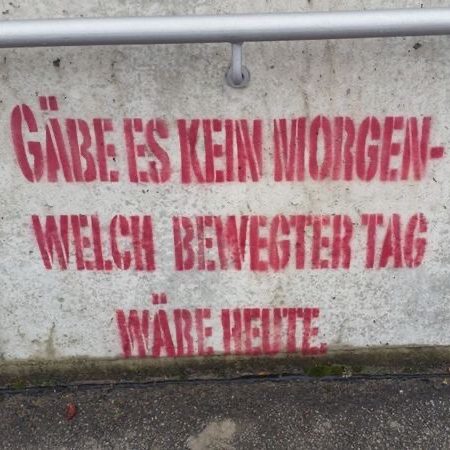 GÄBE ES KEIN MORGEN-
WELCH BEWEGTER TAG
WÄRE HEUTE.